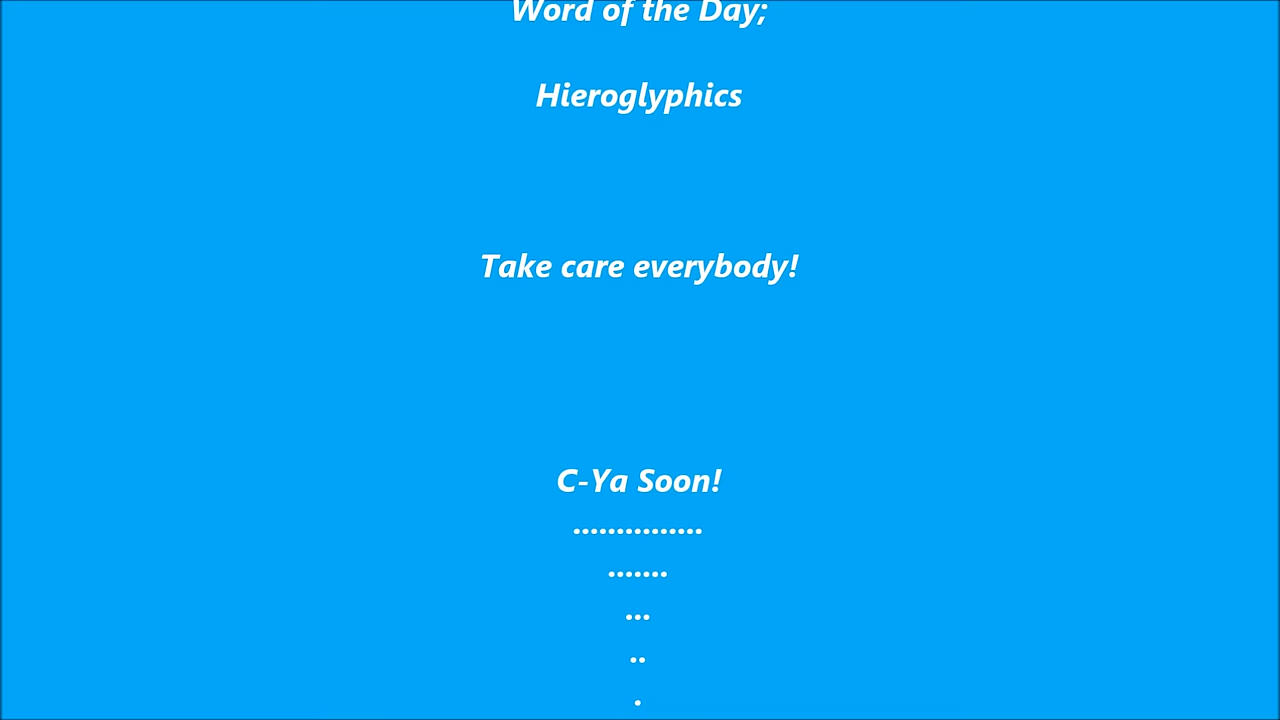 Word of the Day;
Hieroglyphics
Take care everybody!
C-Ya Soon!
...............
.......
...
..
.